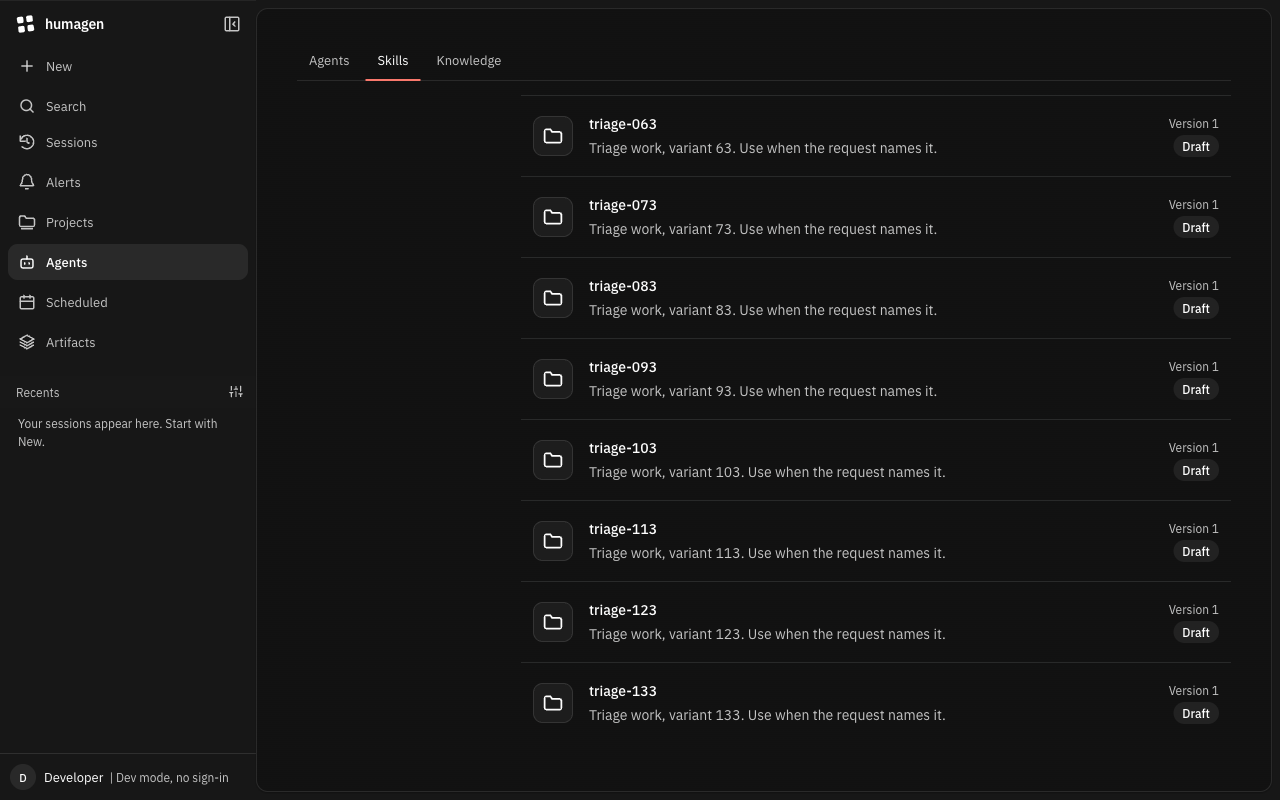 humagen
New
Search
Sessions
Alerts
Projects
Agents
Scheduled
Artifacts
Recents
Your sessions appear here. Start with
New.
D
Developer | Dev mode, no sign-in
Agents
Skills
Knowledge
triage-063
Version 1
Triage work, variant 63. Use when the request names it.
Draft
triage-073
Version 1
Triage work, variant 73. Use when the request names it.
Draft
triage-083
Version 1
Triage work, variant 83. Use when the request names it.
Draft
triage-093
Version 1
Triage work, variant 93. Use when the request names it.
Draft
triage-103
Version 1
Triage work, variant 103. Use when the request names it.
Draft
triage-113
Version 1
Triage work, variant 113. Use when the request names it.
Draft
triage-123
Version 1
Triage work, variant 123. Use when the request names it.
Draft
triage-133
Version 1
Triage work, variant 133. Use when the request names it.
Draft